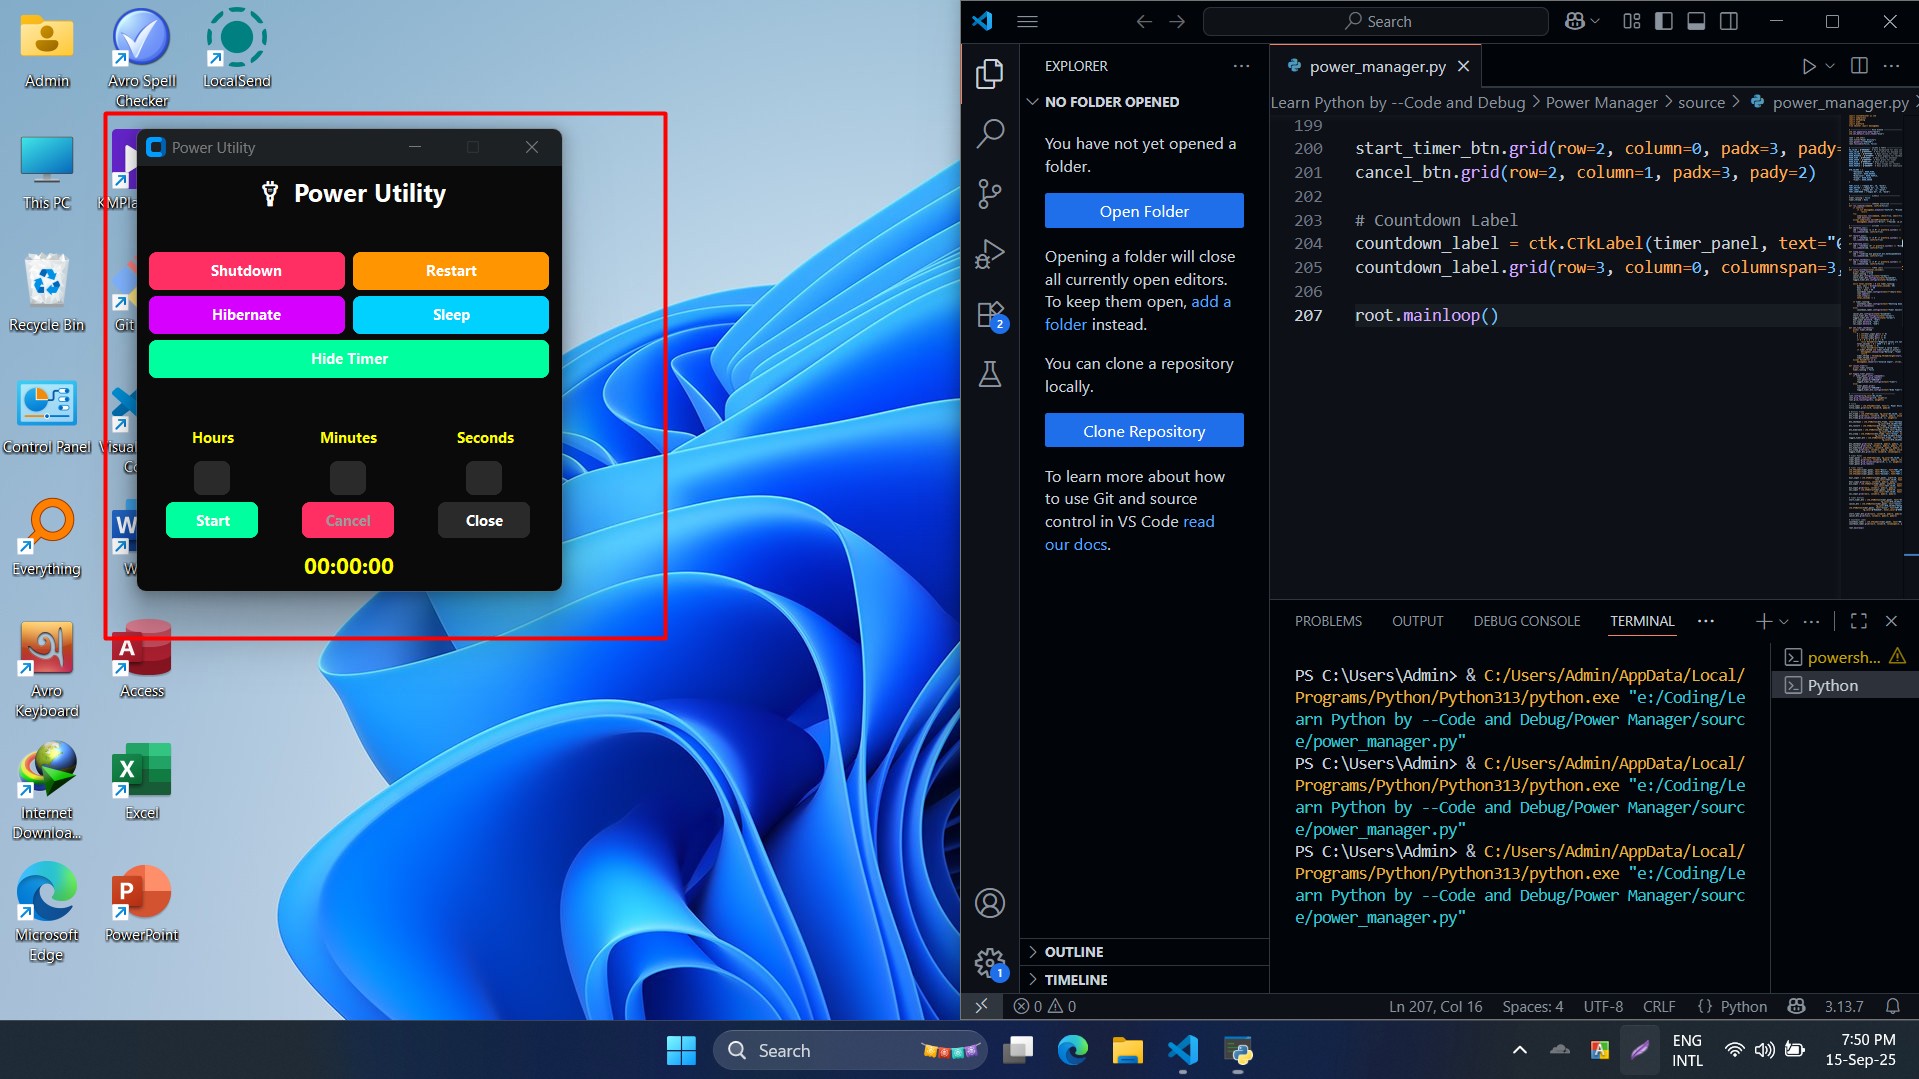 Admin
Avro Spell
Checker
LocalSend
This PC
KMPla
Recycle Bin
Git
Control Panel
Visual
Co
Everything
W
Avro
Keyboard
Access
Internet
Downloa...
Excel
Microsoft
Edge
PowerPoint
Power Utility
Power Utility
Shutdown
Restart
Hibernate
Sleep
Hide Timer
Hours
Minutes
Seconds
Start
Cancel
Close
00:00:00
Search
EXPLORER
NO FOLDER OPENED
You have not yet opened a
folder.
Open Folder
Opening a folder will close
all currently open editors.
To keep them open, add a
folder instead.
You can clone a repository
locally.
Clone Repository
To learn more about how
to use Git and source
control in VS Code read
our docs.
OUTLINE
TIMELINE
2
1
power_manager.py
Learn Python by --Code and Debug > Power Manager > source > power_manager.py
199
200 start_timer_btn.grid(row=2, column=0, padx=3, pady=
201 cancel_btn.grid(row=2, column=1, padx=3, pady=2)
202
203 # Countdown Label
204 countdown_label = ctk.CTkLabel(timer_panel, text="
205 countdown_label.grid(row=3, column=0, columnspan=3,
206
207 root.mainloop()
PROBLEMS OUTPUT DEBUG CONSOLE TERMINAL
PS C:\Users\Admin> & C:/Users/Admin/AppData/Local/
Programs/Python/Python313/python.exe "e:/Coding/Le
arn Python by --Code and Debug/Power Manager/sourc
e/power_manager.py"
PS C:\Users\Admin> & C:/Users/Admin/AppData/Local/
Programs/Python/Python313/python.exe "e:/Coding/Le
arn Python by --Code and Debug/Power Manager/sourc
e/power_manager.py"
PS C:\Users\Admin> & C:/Users/Admin/AppData/Local/
Programs/Python/Python313/python.exe "e:/Coding/Le
arn Python by --Code and Debug/Power Manager/sourc
e/power_manager.py"
powersh...
Python
0 0
Ln 207, Col 16 Spaces: 4 UTF-8 CRLF {} Python 3.13.7
Search
ENG
INTL
7:50 PM
15-Sep-25